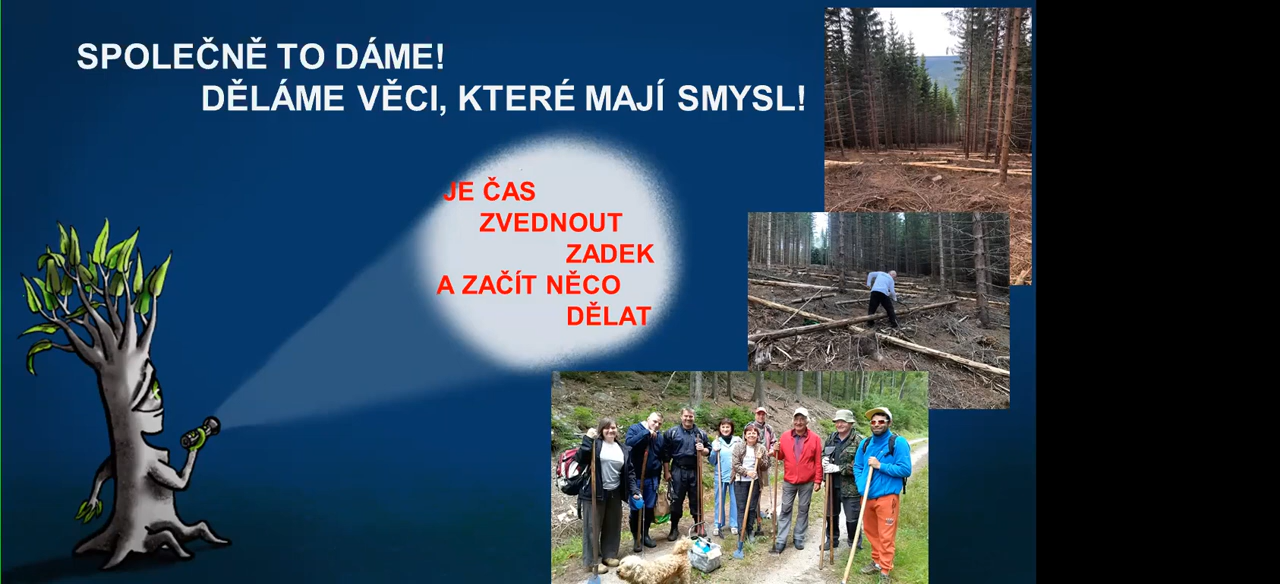 SPOLEČNĚ TO DÁME!
DĚLÁME VĚCI, KTERÉ MAJÍ SMYSL!
JE ČAS
ZVEDNOUT
ZADEK
A ZAČÍT NĚCO
DĚLAT